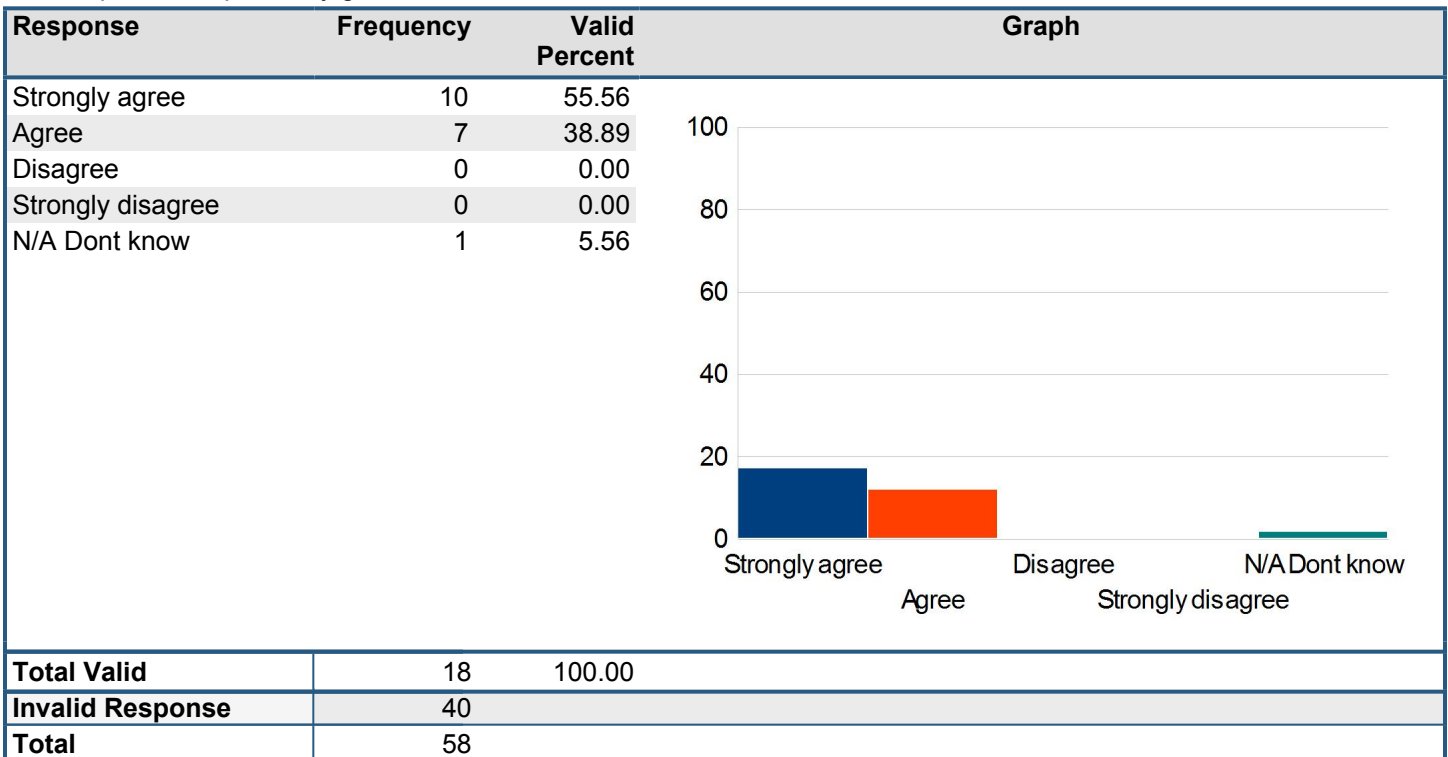 Response Frequency Valid Percent Graph
Strongly agree 10 55.56
Agree 7 38.89
Disagree 0 0.00
Strongly disagree 0 0.00
N/A Dont know 1 5.56
100
80
60
40
20
0
Strongly agree Disagree N/A Dont know
Agree Strongly disagree
Total Valid 18 100.00
Invalid Response 40
Total 58